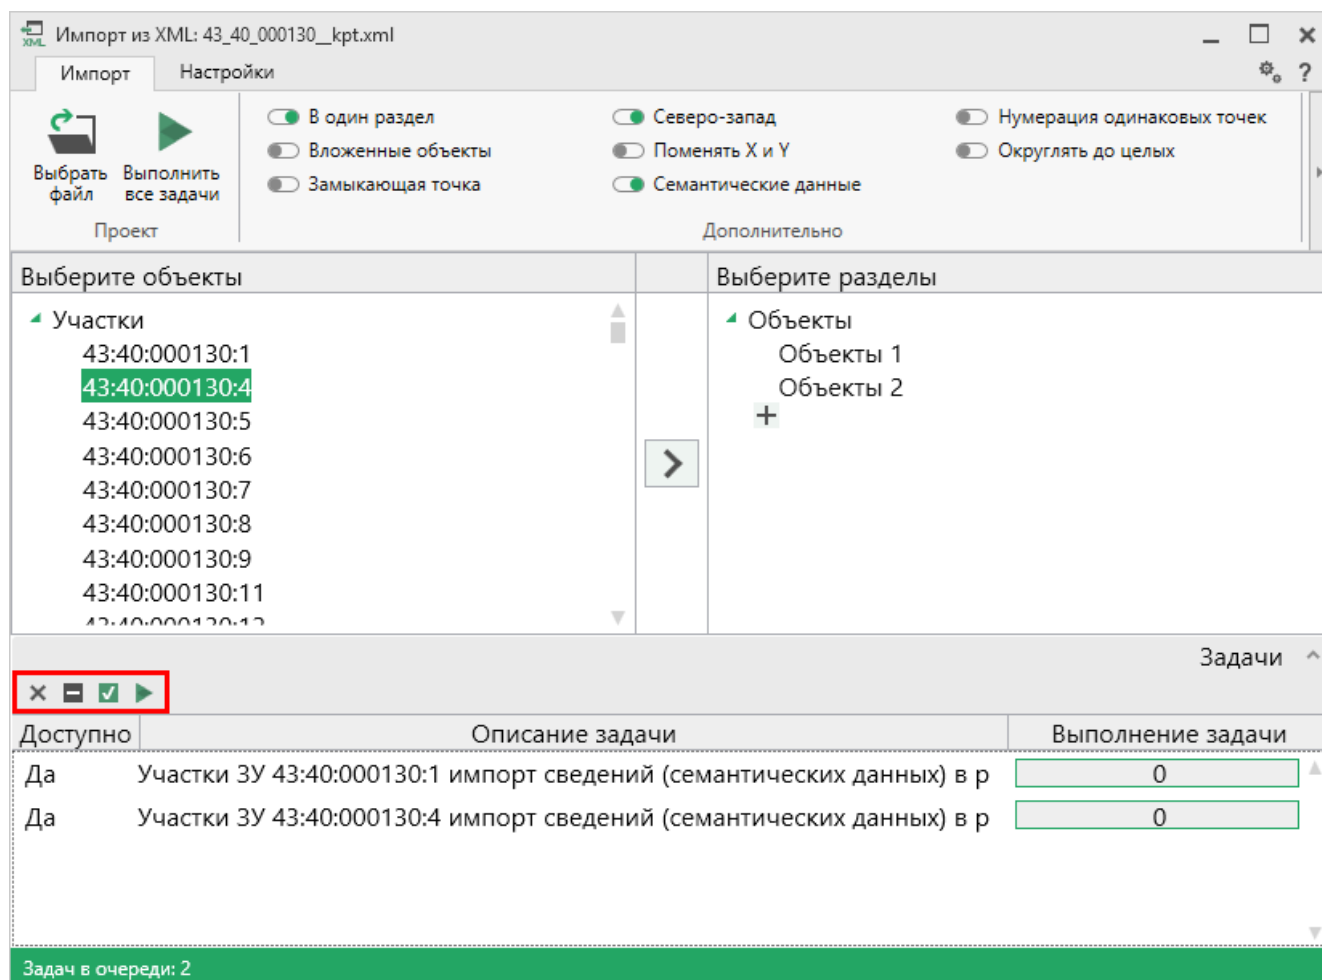 XML Импорт из XML: 43_40_000130__kpt.xml
Импорт Настройки
?
В один раздел Северо-запад Нумерация одинаковых точек
Вложенные объекты Поменять X и Y Округлять до целых
Замыкающая точка Семантические данные
Выбрать файл
Выполнить все задачи
Проект Дополнительно
Выберите объекты Выберите разделы
Участки Объекты
43:40:000130:1 Объекты 1
43:40:000130:4 Объекты 2
43:40:000130:5
43:40:000130:6
43:40:000130:7
43:40:000130:8
43:40:000130:9
43:40:000130:11
43:40:000130:12
Задачи
Доступно Описание задачи Выполнение задачи
Да Участки ЗУ 43:40:000130:1 импорт сведений (семантических данных) в р 0
Да Участки ЗУ 43:40:000130:4 импорт сведений (семантических данных) в р 0
Задач в очереди: 2